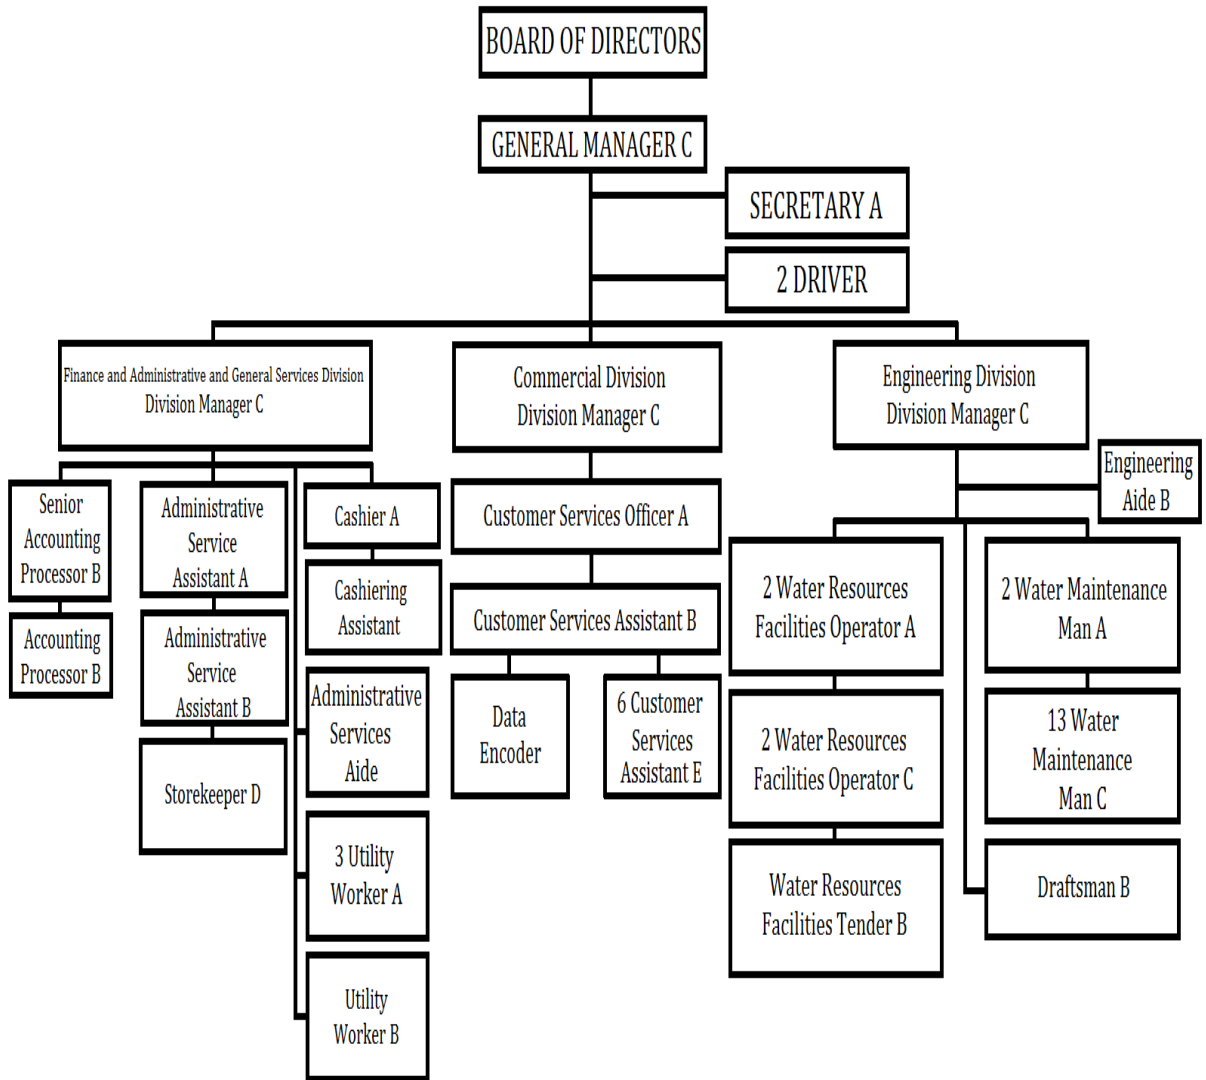 BOARD OF DIRECTORS
GENERAL MANAGER C
SECRETARY A
2 DRIVER
Finance and Administrative and General Services Division
Division Manager C
Commercial Division
Division Manager C
Engineering Division
Division Manager C
Engineering
Aide B
Senior
Accounting
Processor B
Accounting
Processor B
Administrative
Service
Assistant A
Administrative
Service
Assistant B
Storekeeper D
Cashier A
Cashiering
Assistant
Administrative
Services
Aide
3 Utility
Worker A
Utility
Worker B
Customer Services Officer A
Customer Services Assistant B
Data
Encoder
6 Customer
Services
Assistant E
2 Water Resources
Facilities Operator A
2 Water Resources
Facilities Operator C
Water Resources
Facilities Tender B
2 Water Maintenance
Man A
13 Water
Maintenance
Man C
Draftsman B